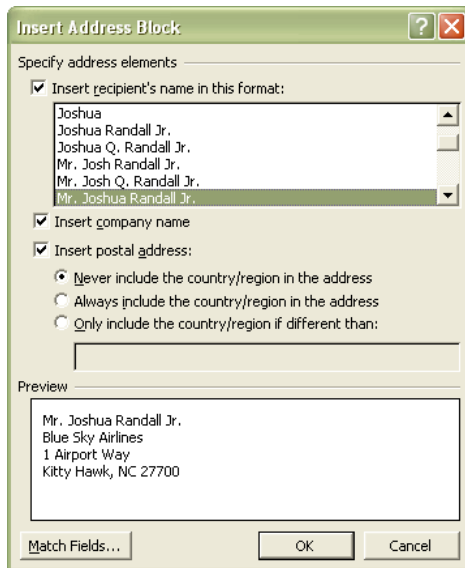 Insert Address Block
Specify address elements
Insert recipient's name in this format:
Joshua
Joshua Randall Jr.
Joshua Q. Randall Jr.
Mr. Josh Randall Jr.
Mr. Josh Q. Randall Jr.
Mr. Joshua Randall Jr.
Insert company name
Insert postal address:
Never include the country/region in the address
Always include the country/region in the address
Only include the country/region if different than:
Preview
Mr. Joshua Randall Jr.
Blue Sky Airlines
1 Airport Way
Kitty Hawk, NC 27700
Match Fields... OK Cancel